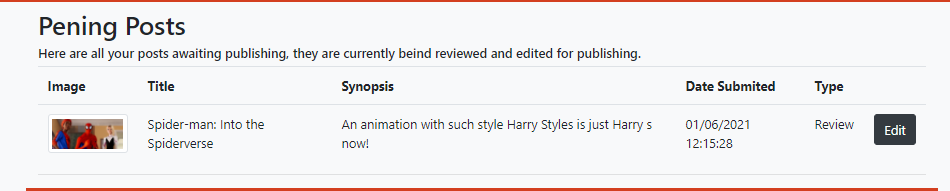 Pening Posts
Here are all your posts awaiting publishing, they are currently beind reviewed and edited for publishing.
Image Title Synopsis Date Submited Type
Spider-man: Into the An animation with such style Harry Styles is just Harry s 01/06/2021 Review Edit
Spiderverse now! 12:15:28